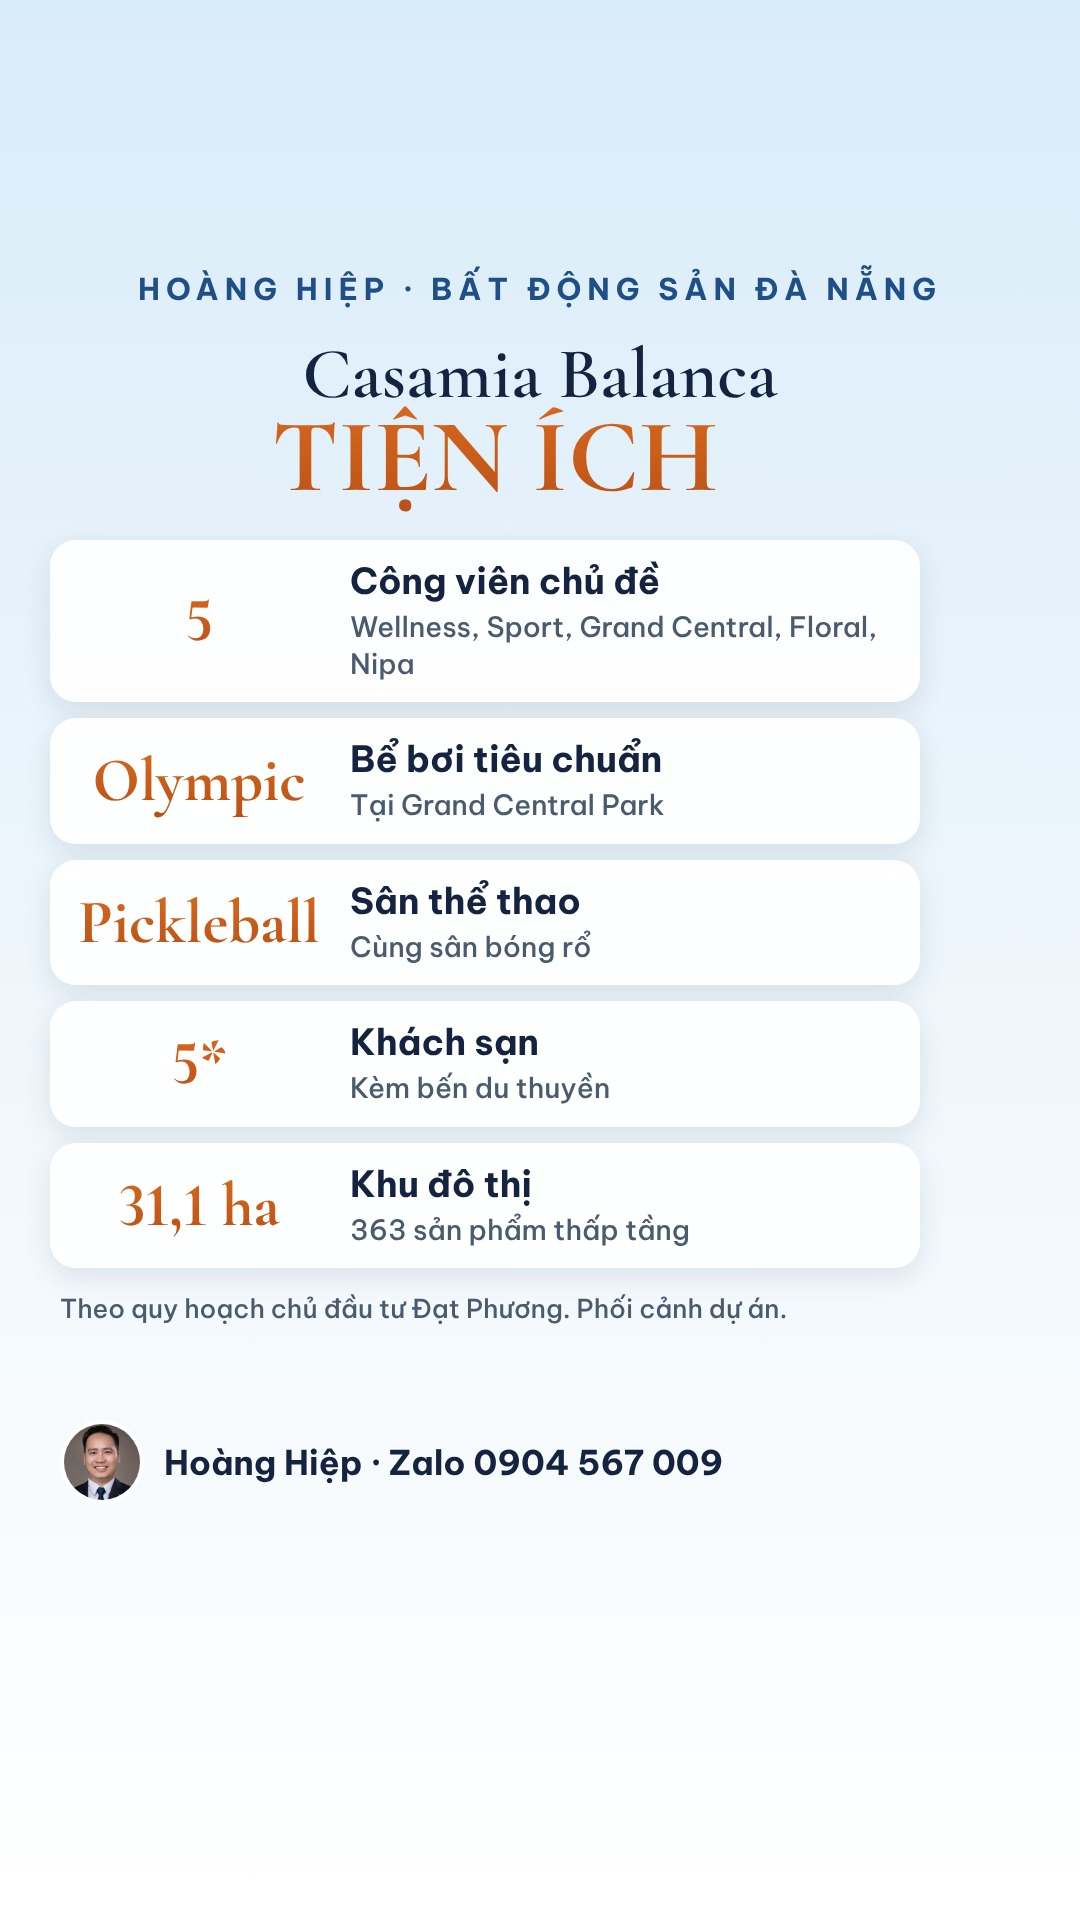 HOÀNG HIỆP · BẤT ĐỘNG SẢN ĐÀ NẴNG
Casamia Balanca
TIỆN ÍCH
5
Công viên chủ đề
Wellness, Sport, Grand Central, Floral,
Nipa
Olympic
Bể bơi tiêu chuẩn
Tại Grand Central Park
Pickleball
Sân thể thao
Cùng sân bóng rổ
5*
Khách sạn
Kèm bến du thuyền
31,1 ha
Khu đô thị
363 sản phẩm thấp tầng
Theo quy hoạch chủ đầu tư Đạt Phương. Phối cảnh dự án.
Hoàng Hiệp · Zalo 0904 567 009